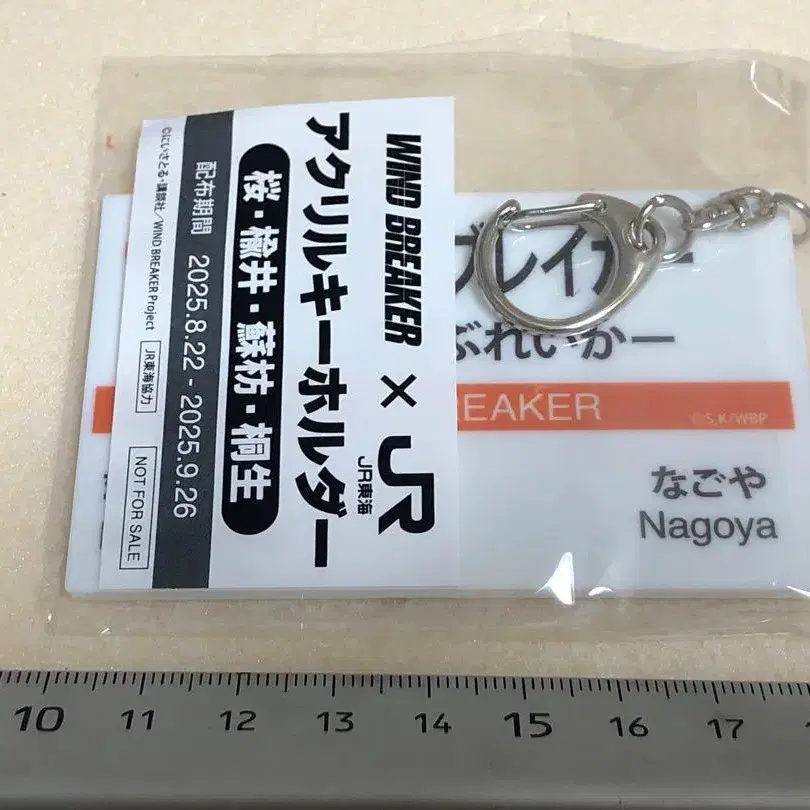 WIND BREAKER × JR JR東海
アクリルキーホルダー
桜・楡井・蘇枋・桐生
配布期間 2025.8.22 - 2025.9.26
©にいさとる・講談社/WIND BREAKER Project
JR東海協力
NOT FOR SALE
ブレイカー
ぶれいかー
REAKER
©S,K/WBP
なごや
Nagoya
10 11 12 13 14 15 16 17